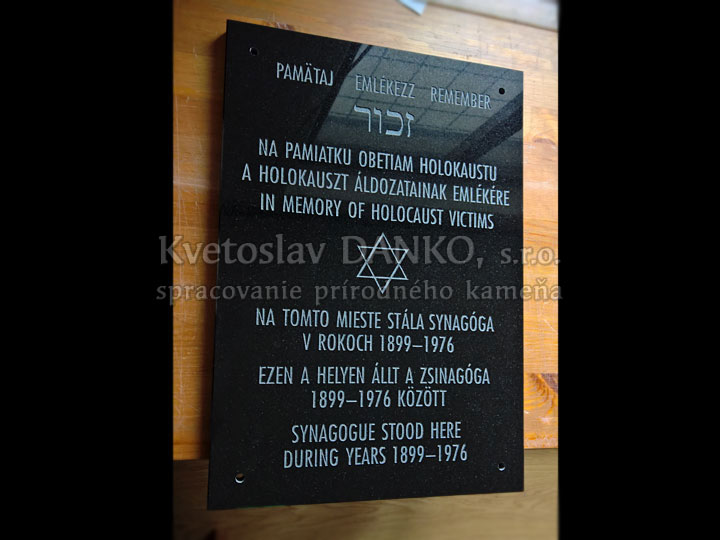 PAMÄTAJ EMLÉKEZZ REMEMBER
זכור
NA PAMIATKU OBETIAM HOLOKAUSTU
A HOLOKAUSZT ÁLDOZATAINAK EMLÉKÉRE
IN MEMORY OF HOLOCAUST VICTIMS
Kvetoslav DANKO, s.r.o.
spracovanie prírodného kameňa
NA TOMTO MIESTE STÁLA SYNAGÓGA
V ROKOCH 1899–1976
EZEN A HELYEN ÁLLT A ZSINAGÓGA
1899–1976 KÖZÖTT
SYNAGOGUE STOOD HERE
DURING YEARS 1899–1976